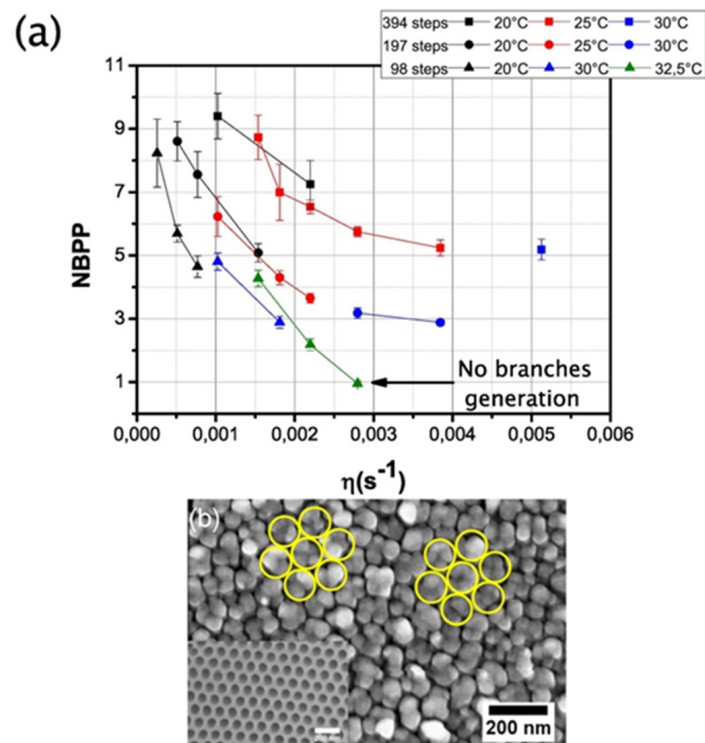 (a)
394 steps 20°C 25°C 30°C
197 steps 20°C 25°C 30°C
98 steps 20°C 30°C 32,5°C
11
9
7
5
3
1
NBPP
No branches
generation
0,000 0,001 0,002 0,003 0,004 0,005 0,006
η(s⁻¹)
(b)
200 nm